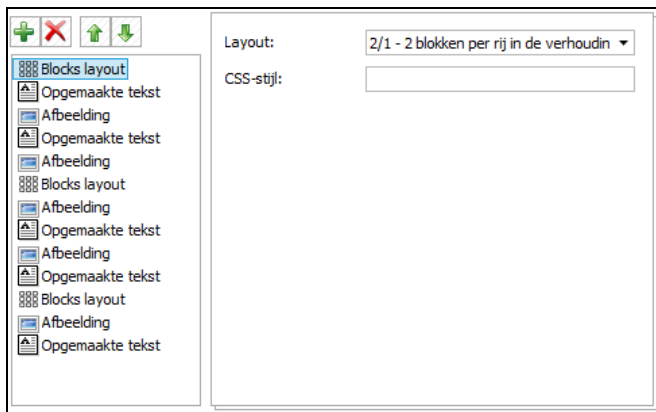 Blocks layout
Opgemaakte tekst
Afbeelding
Opgemaakte tekst
Afbeelding
Blocks layout
Afbeelding
Opgemaakte tekst
Afbeelding
Opgemaakte tekst
Blocks layout
Afbeelding
Opgemaakte tekst
Layout: 2/1 - 2 blokken per rij in de verhoudin
CSS-stijl: